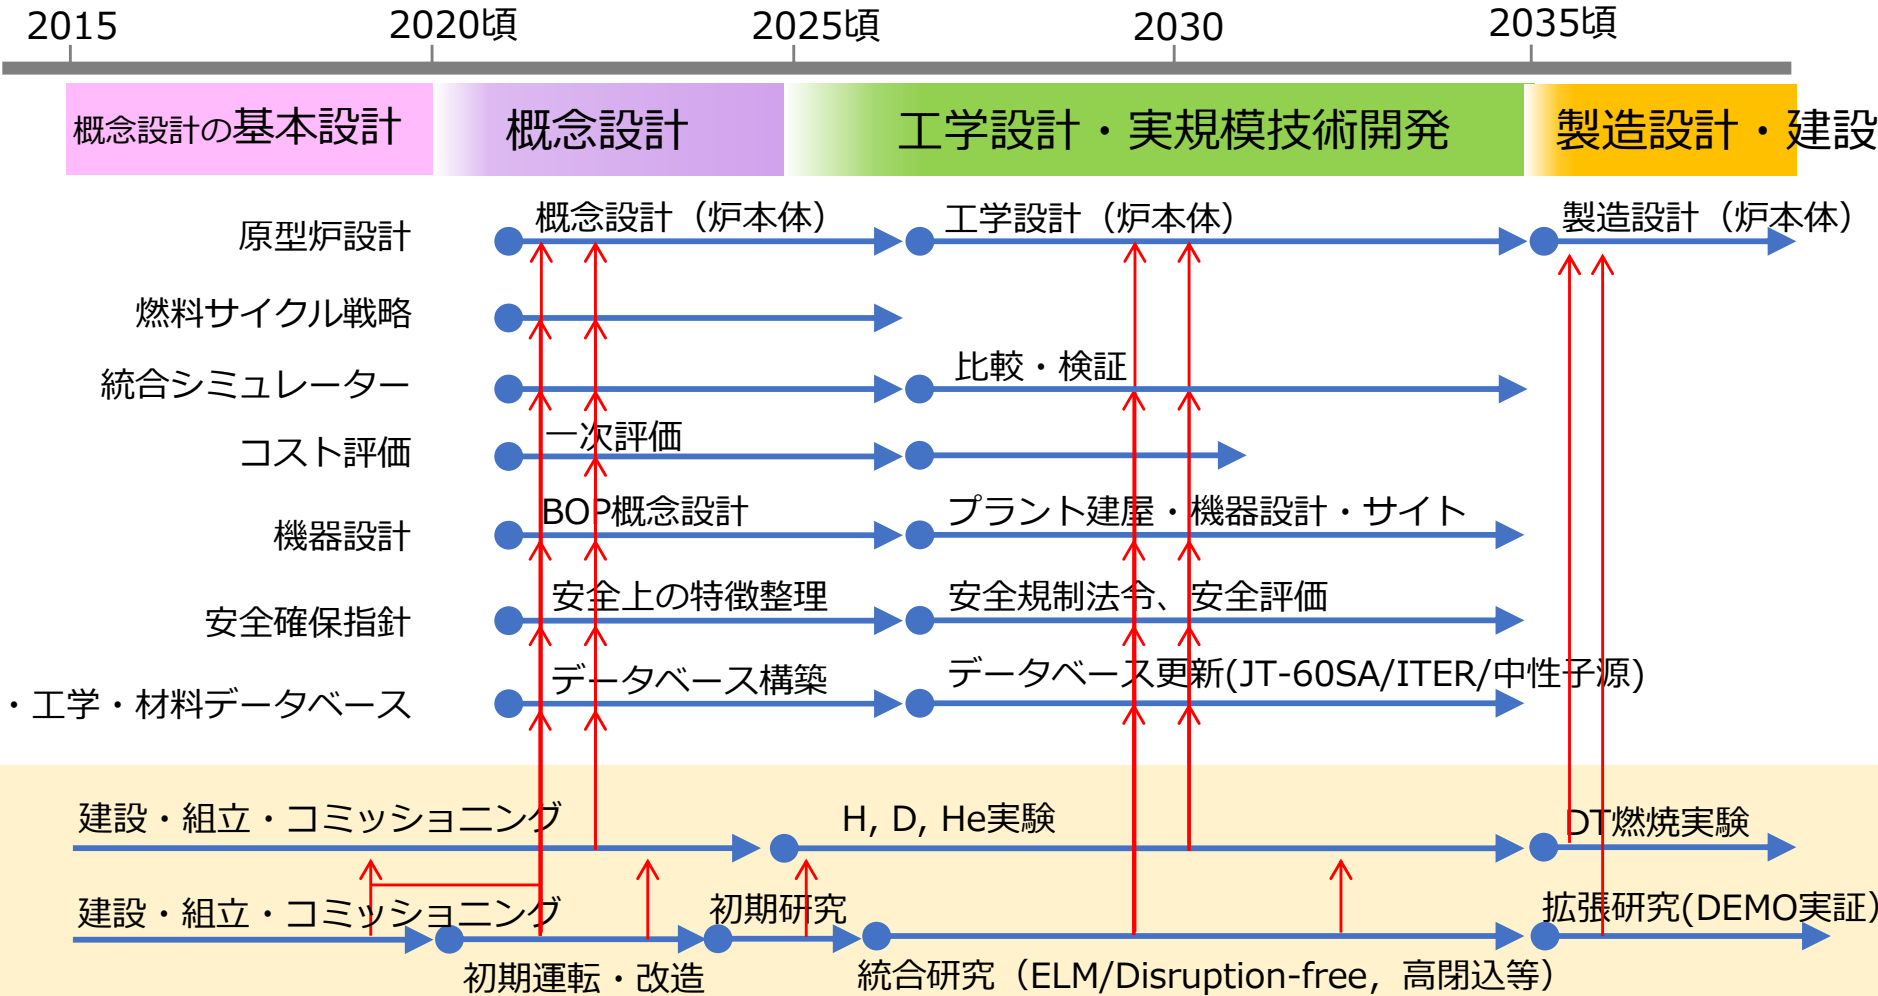 2015 2020頃 2025頃 2030 2035頃
概念設計の基本設計 概念設計 工学設計・実規模技術開発 製造設計・建設
原型炉設計 概念設計（炉本体） 工学設計（炉本体） 製造設計（炉本体）
燃料サイクル戦略
統合シミュレーター 比較・検証
コスト評価 一次評価
機器設計 BOP概念設計 プラント建屋・機器設計・サイト
安全確保指針 安全上の特徴整理 安全規制法令、安全評価
・工学・材料データベース データベース構築 データベース更新(JT-60SA/ITER/中性子源)
建設・組立・コミッショニング H, D, He実験 DT燃焼実験
建設・組立・コミッショニング 初期研究 拡張研究(DEMO実証)
初期運転・改造 統合研究（ELM/Disruption-free, 高閉込等）